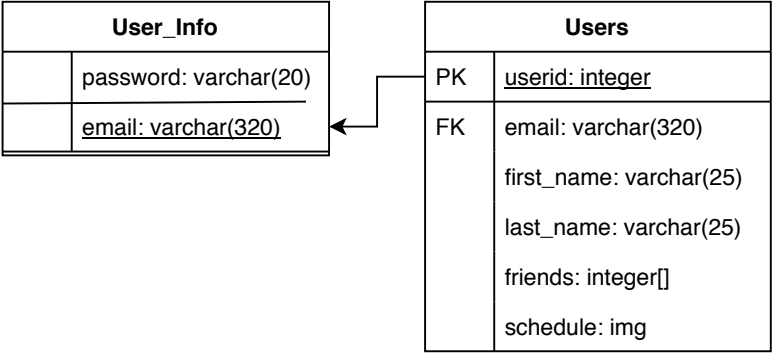 User_Info
password: varchar(20)
email: varchar(320)
Users
PK userid: integer
FK email: varchar(320)
first_name: varchar(25)
last_name: varchar(25)
friends: integer[]
schedule: img